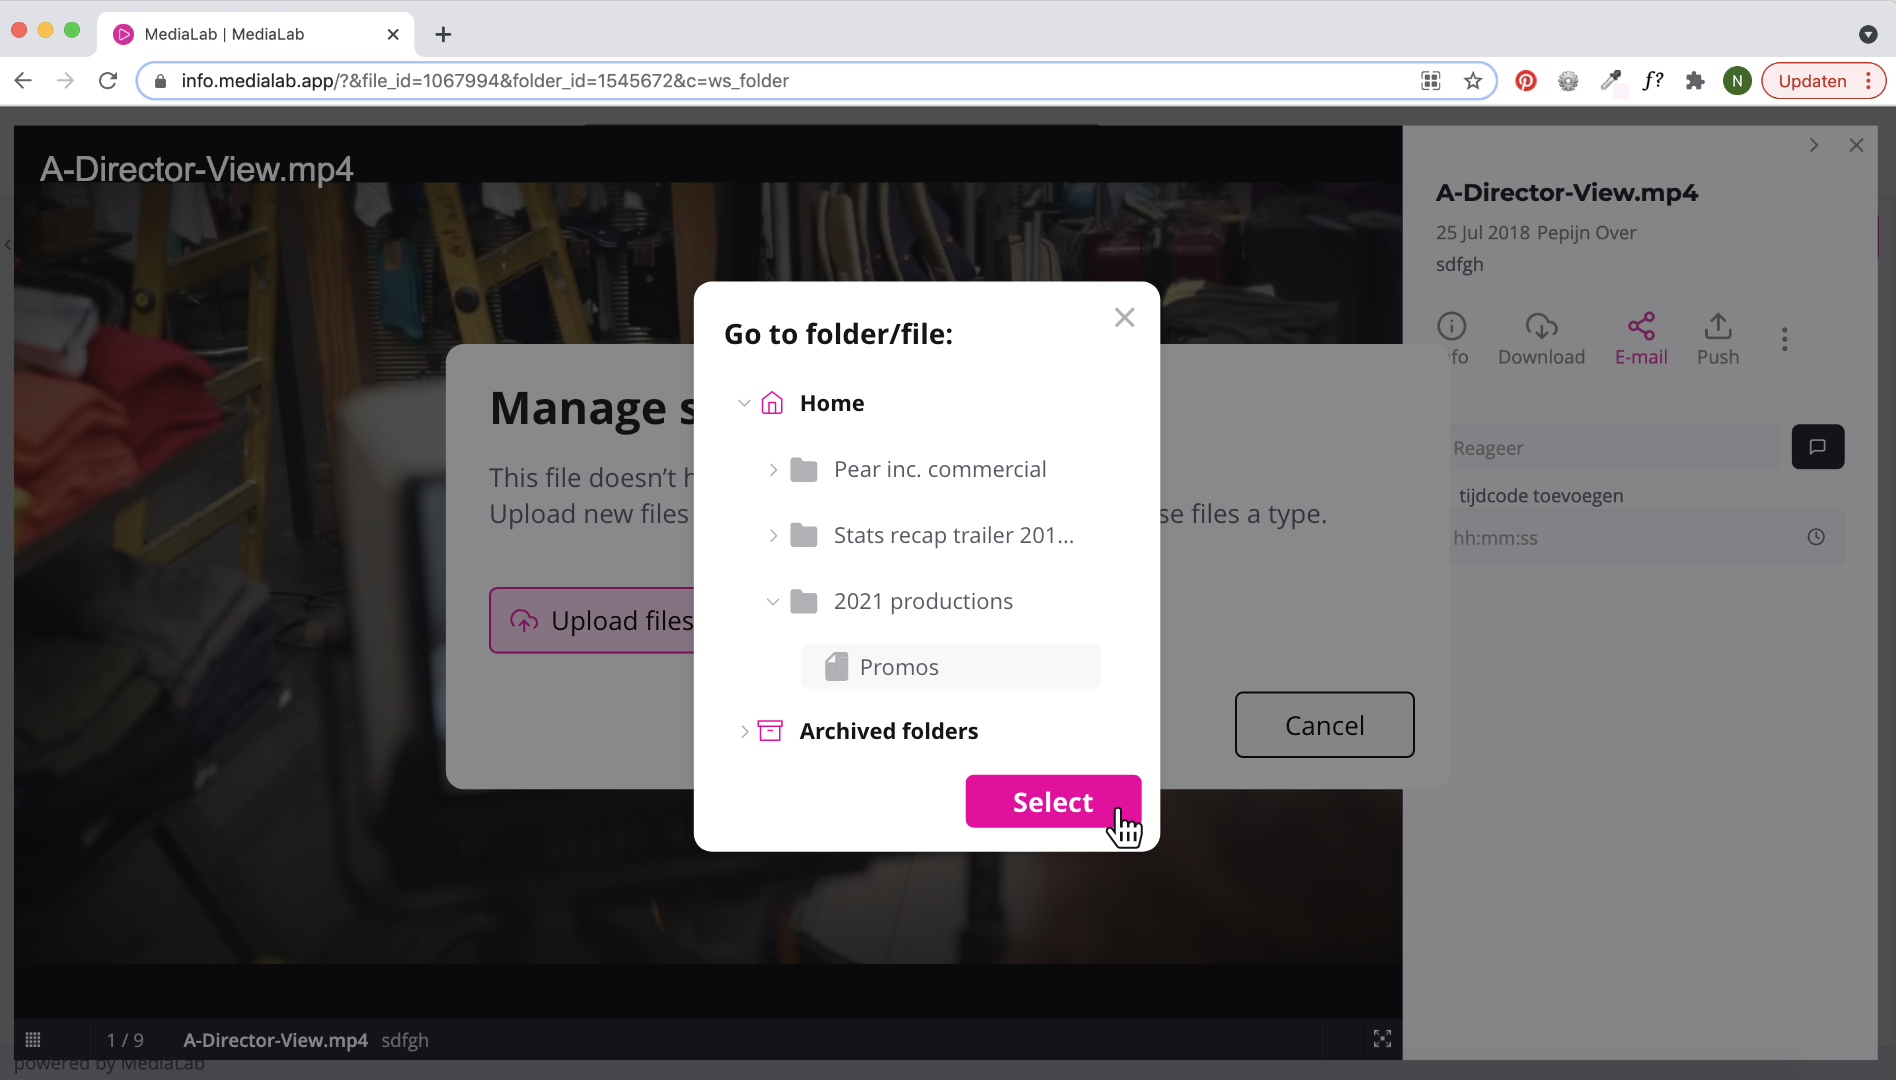 MediaLab | MediaLab
info.medialab.app/?&file_id=1067994&folder_id=1545672&c=ws_folder
f?
N
Updaten
A-Director-View.mp4
A-Director-View.mp4
25 Jul 2018 Pepijn Over
sdfgh
fo
Download
E-mail
Push
Reageer
tijdcode toevoegen
hh:mm:ss
Manage s
This file doesn't h
Upload new files
se files a type.
Upload files
Cancel
Go to folder/file:
Home
Pear inc. commercial
Stats recap trailer 201...
2021 productions
Promos
Archived folders
Select
1 / 9
A-Director-View.mp4 sdfgh
powered by MediaLab